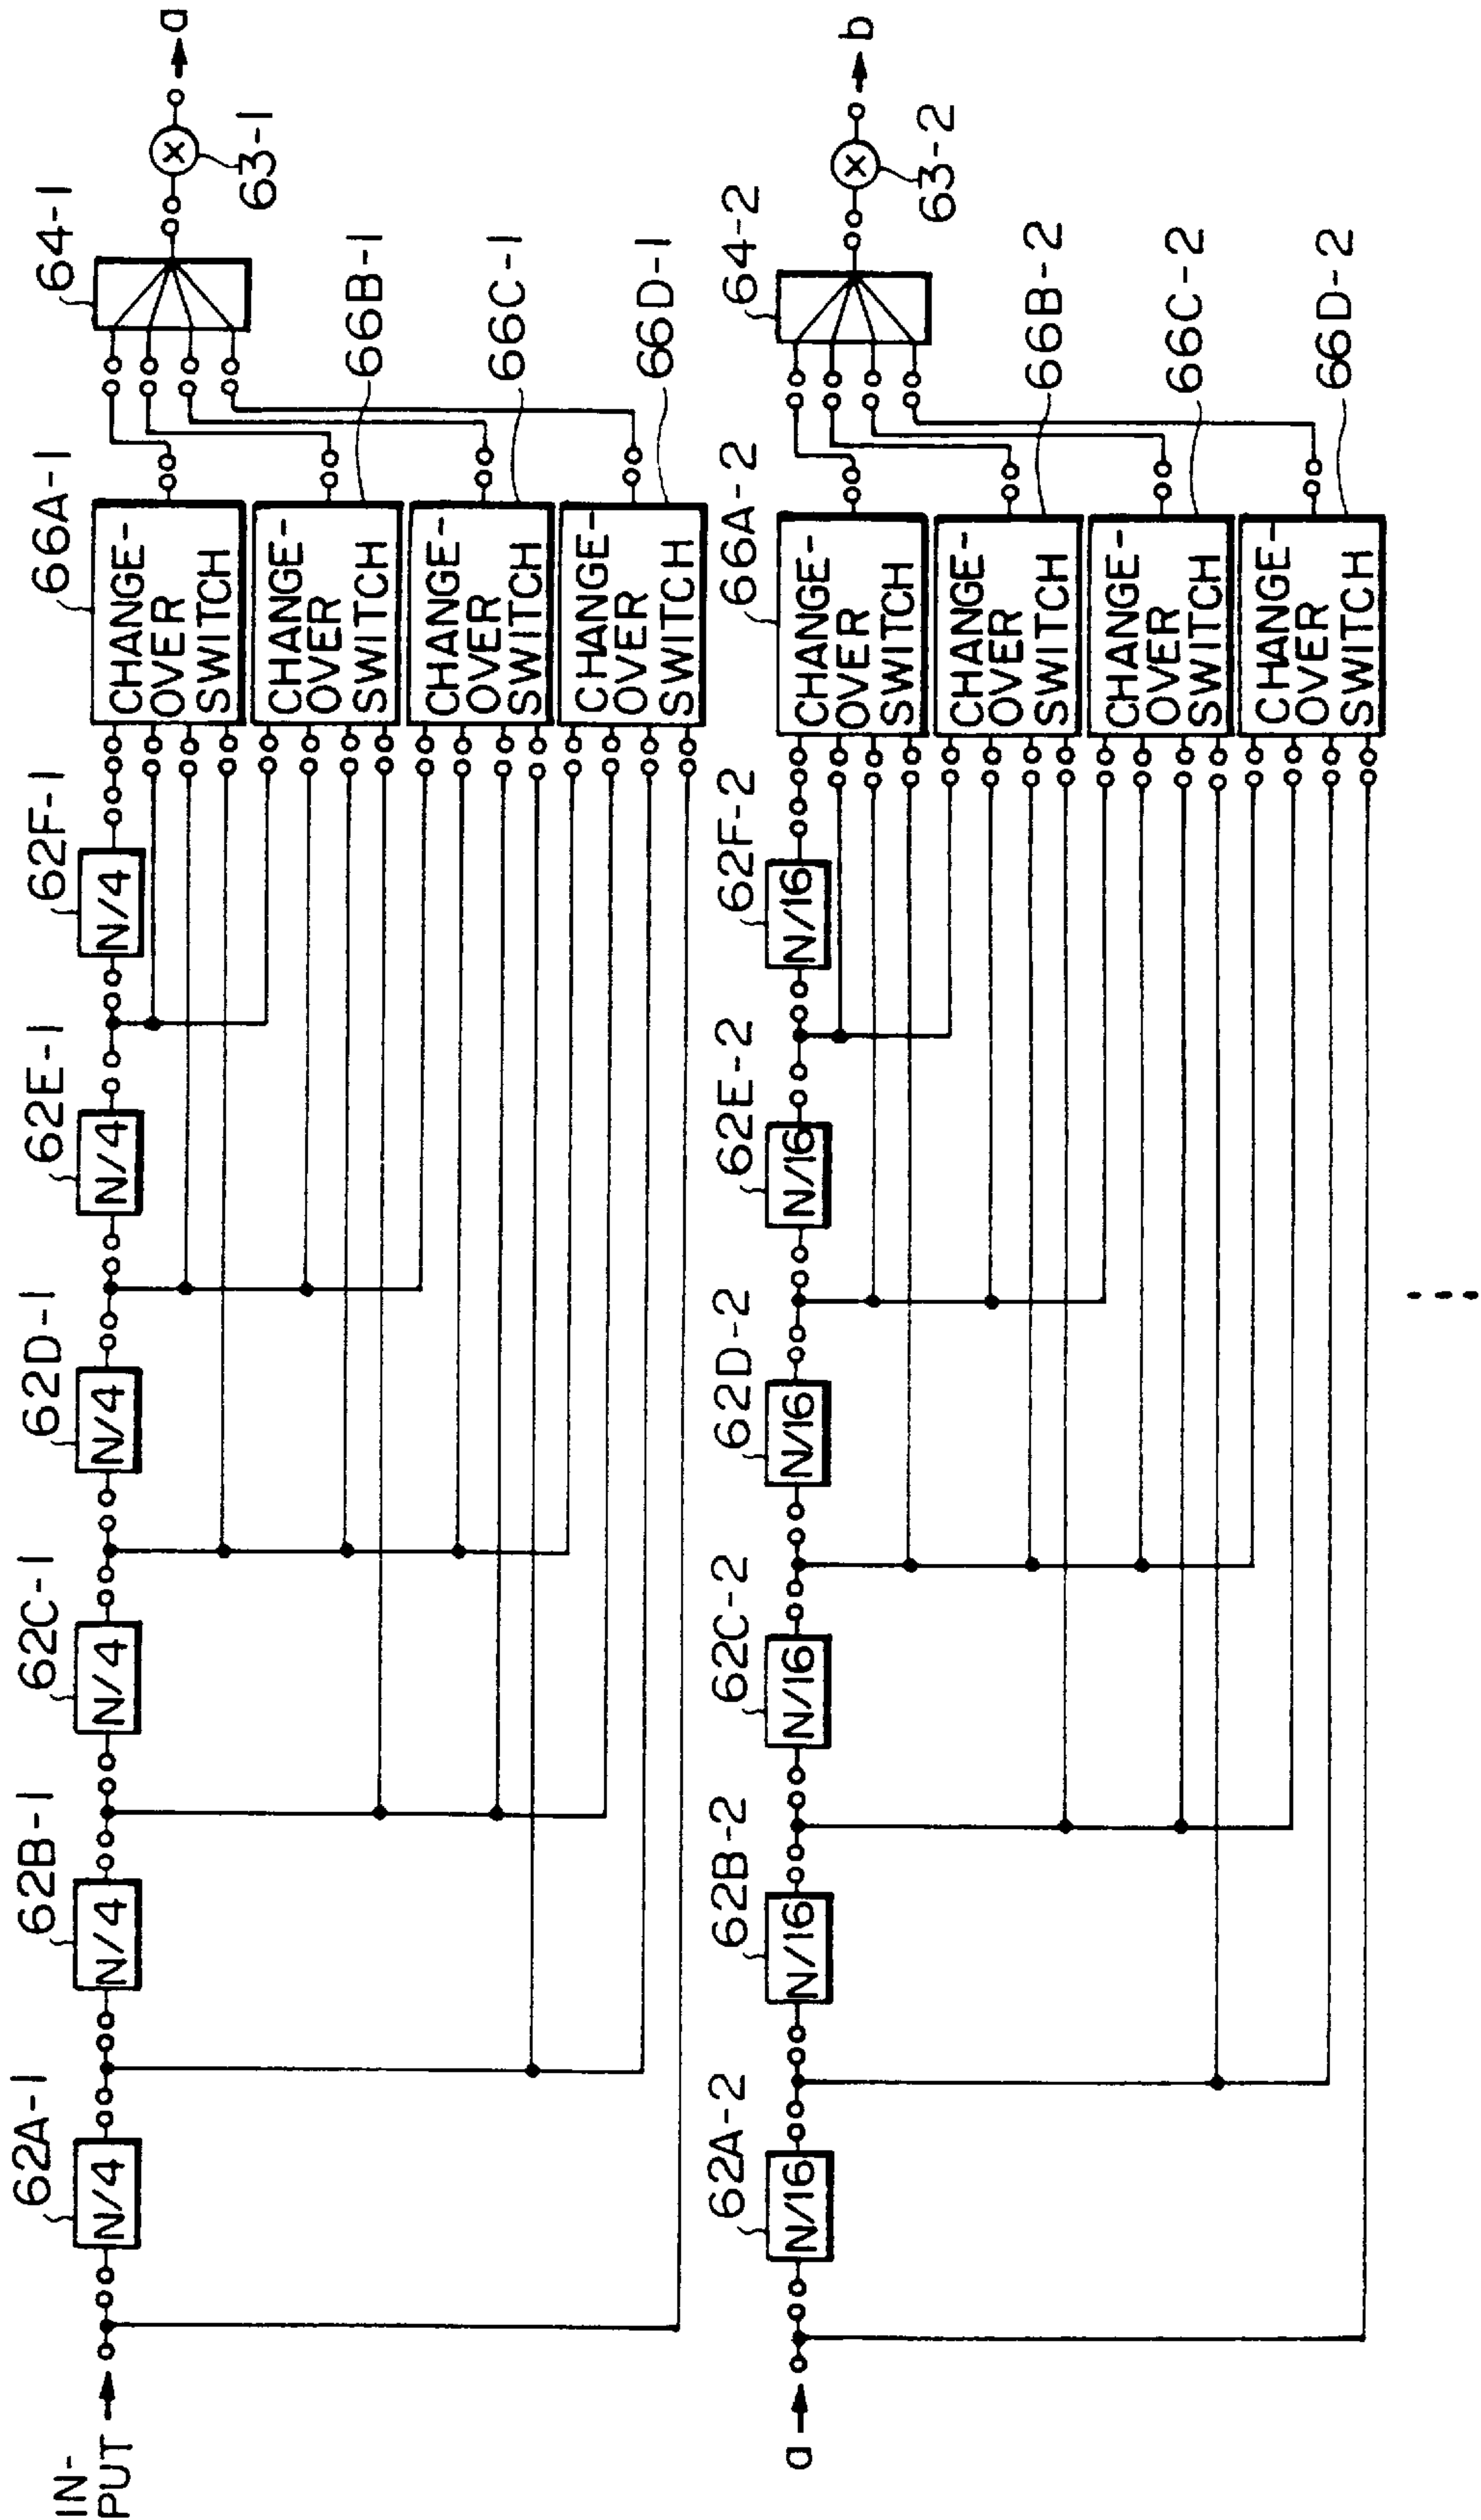 IN-
PUT
62A-1
62B-1
62C-1
62D-1
62E-1
62F-1
66A-1
64-1
N/4
N/4
N/4
N/4
N/4
N/4
CHANGE-
OVER
SWITCH
x
a
63-1
CHANGE-
OVER
SWITCH
66B-1
CHANGE-
OVER
SWITCH
66C-1
CHANGE-
OVER
SWITCH
66D-1
a
62A-2
62B-2
62C-2
62D-2
62E-2
62F-2
66A-2
64-2
N/16
N/16
N/16
N/16
N/16
N/16
CHANGE-
OVER
SWITCH
x
b
63-2
CHANGE-
OVER
SWITCH
66B-2
CHANGE-
OVER
SWITCH
66C-2
CHANGE-
OVER
SWITCH
66D-2